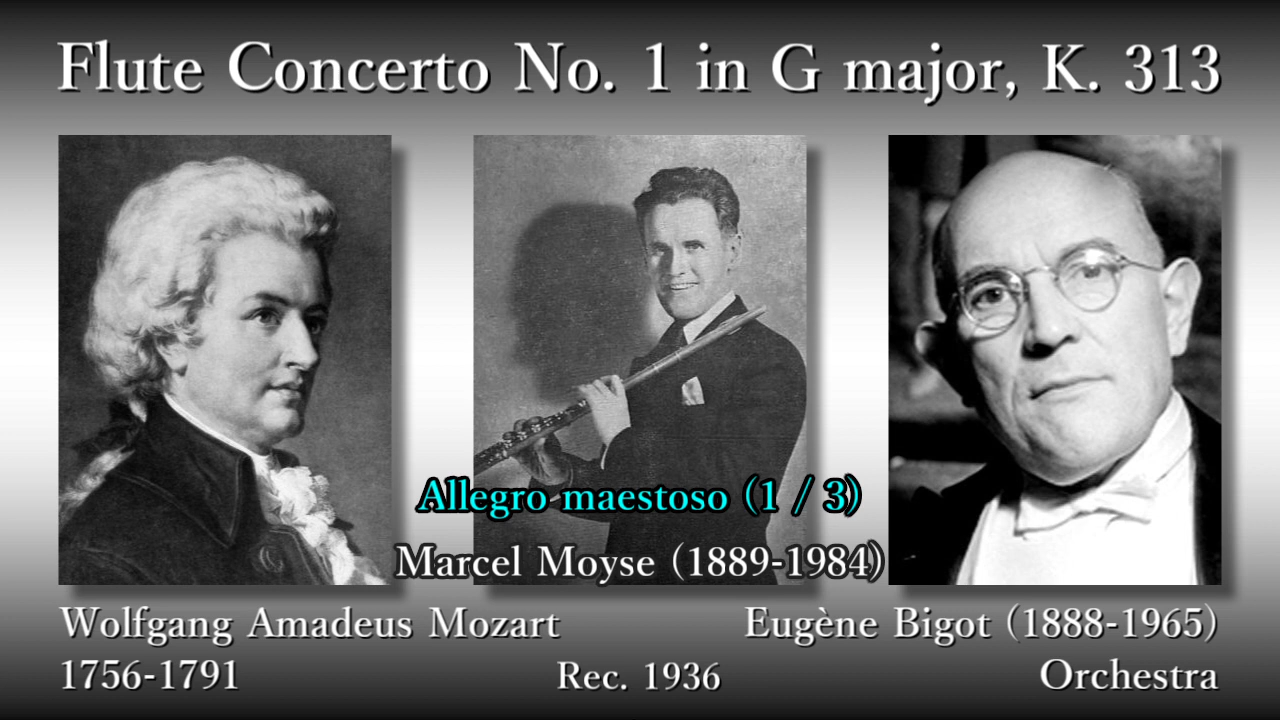 Flute Concerto No. 1 in G major, K. 313
Allegro maestoso (1 / 3)
Marcel Moyse (1889-1984)
Wolfgang Amadeus Mozart
1756-1791
Rec. 1936
Eugène Bigot (1888-1965)
Orchestra